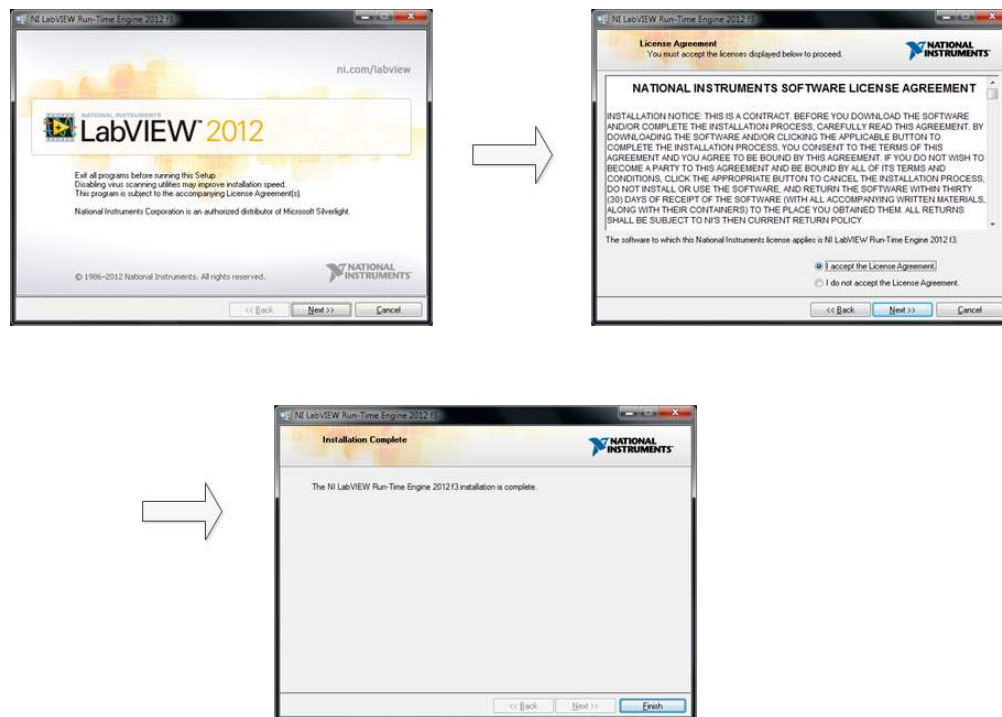 NI LabVIEW Run-Time Engine 2012 f3
ni.com/labview
NATIONAL INSTRUMENTS
LabVIEW™ 2012
Exit all programs before running this Setup.
Disabling virus scanning utilities may improve installation speed.
This program is subject to the accompanying License Agreement(s).
National Instruments Corporation is an authorized distributor of Microsoft Silverlight.
© 1986–2012 National Instruments. All rights reserved.
NATIONAL
INSTRUMENTS
<< Back Next >> Cancel
NI LabVIEW Run-Time Engine 2012 f3
License Agreement
You must accept the licenses displayed below to proceed.
NATIONAL
INSTRUMENTS
NATIONAL INSTRUMENTS SOFTWARE LICENSE AGREEMENT
INSTALLATION NOTICE: THIS IS A CONTRACT. BEFORE YOU DOWNLOAD THE SOFTWARE
AND/OR COMPLETE THE INSTALLATION PROCESS, CAREFULLY READ THIS AGREEMENT. BY
DOWNLOADING THE SOFTWARE AND/OR CLICKING THE APPLICABLE BUTTON TO
COMPLETE THE INSTALLATION PROCESS, YOU CONSENT TO THE TERMS OF THIS
AGREEMENT AND YOU AGREE TO BE BOUND BY THIS AGREEMENT. IF YOU DO NOT WISH TO
BECOME A PARTY TO THIS AGREEMENT AND BE BOUND BY ALL OF ITS TERMS AND
CONDITIONS, CLICK THE APPROPRIATE BUTTON TO CANCEL THE INSTALLATION PROCESS,
DO NOT INSTALL OR USE THE SOFTWARE, AND RETURN THE SOFTWARE WITHIN THIRTY
(30) DAYS OF RECEIPT OF THE SOFTWARE (WITH ALL ACCOMPANYING WRITTEN MATERIALS,
ALONG WITH THEIR CONTAINERS) TO THE PLACE YOU OBTAINED THEM. ALL RETURNS
SHALL BE SUBJECT TO NI'S THEN CURRENT RETURN POLICY.
The software to which this National Instruments license applies is NI LabVIEW Run-Time Engine 2012 f3.
I accept the License Agreement.
I do not accept the License Agreement.
<< Back Next >> Cancel
NI LabVIEW Run-Time Engine 2012 f3
Installation Complete
NATIONAL
INSTRUMENTS
The NI LabVIEW Run-Time Engine 2012 f3 installation is complete.
<< Back Next >> Finish